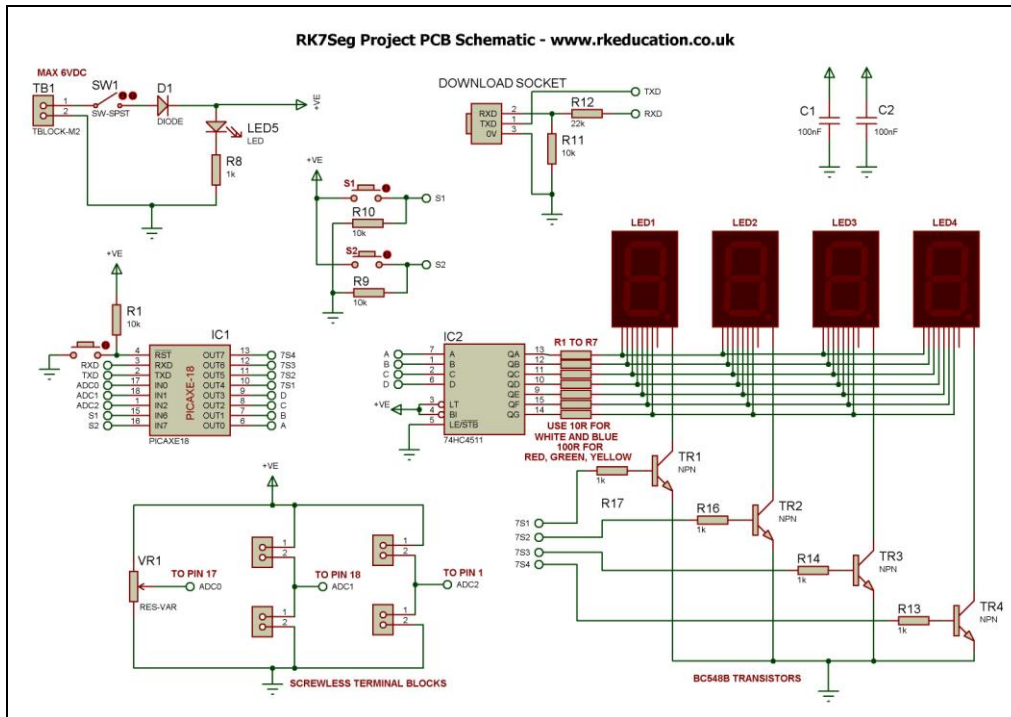 RK7Seg Project PCB Schematic - www.rkeducation.co.uk
MAX 6VDC
TB1
1
2
TBLOCK-M2
SW1
SW-SPST
D1
DIODE
+VE
LED5
LED
R8
1k
DOWNLOAD SOCKET
RXD 2
TXD 1
0V 3
TXD
R12
22k
RXD
R11
10k
C1
100nF
C2
100nF
+VE
S1
S1
R10
10k
S2
S2
R9
10k
LED1
LED2
LED3
LED4
+VE
R1
10k
IC1
RXD
TXD
ADC0
ADC1
ADC2
S1
S2
4
3
2
17
18
1
15
16
RST
RXD
TXD
IN0
IN1
IN2
IN6
IN7
PICAXE-18
OUT7
OUT6
OUT5
OUT4
OUT3
OUT2
OUT1
OUT0
13
12
11
10
9
8
7
6
7S4
7S3
7S2
7S1
D
C
B
A
PICAXE18
IC2
A
B
C
D
+VE
7
1
2
6
3
4
5
A
B
C
D
LT
BI
LE/STB
QA
QB
QC
QD
QE
QF
QG
13
12
11
10
9
15
14
74HC4511
R1 TO R7
USE 10R FOR
WHITE AND BLUE
100R FOR
RED, GREEN, YELLOW
1k
R17
TR1
NPN
R16
1k
TR2
NPN
R14
1k
TR3
NPN
R13
1k
TR4
NPN
7S1
7S2
7S3
7S4
BC548B TRANSISTORS
+VE
VR1
RES-VAR
TO PIN 17
ADC0
1
2
TO PIN 18
ADC1
1
2
1
2
TO PIN 1
ADC2
1
2
SCREWLESS TERMINAL BLOCKS